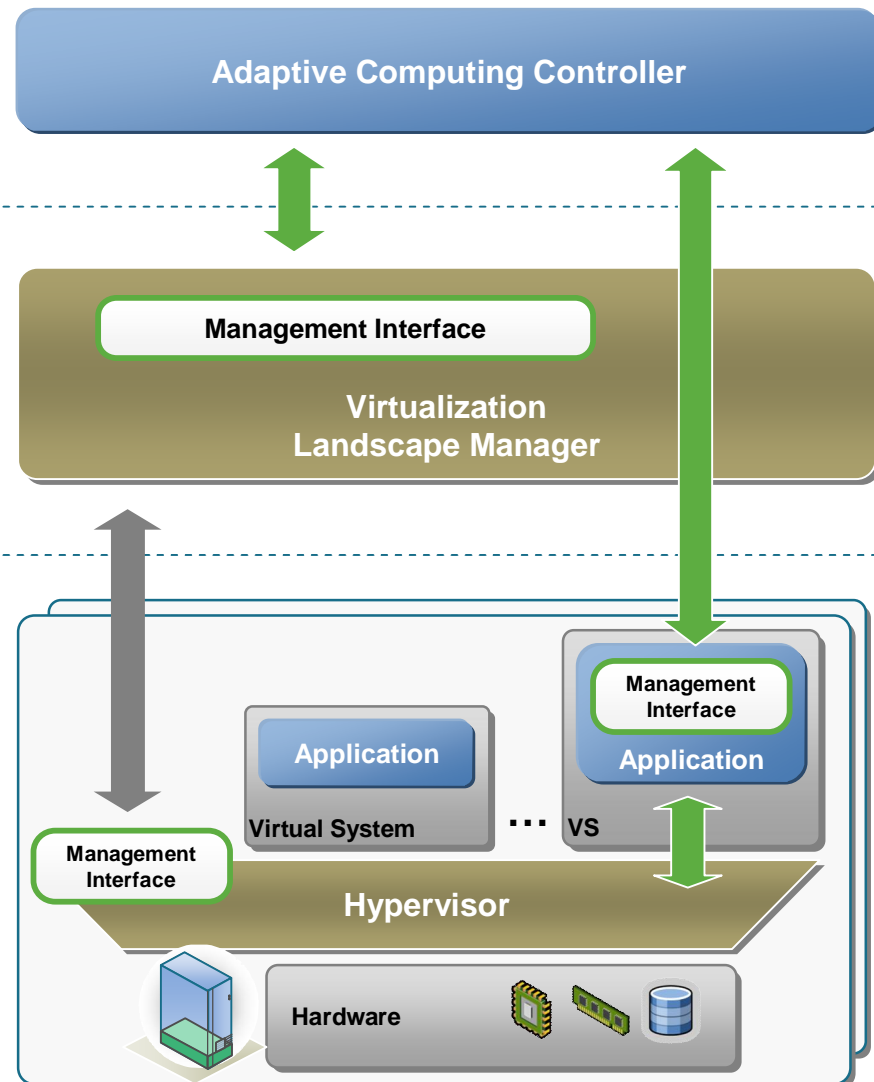 Adaptive Computing Controller
Management Interface
Virtualization
Landscape Manager
Management
Interface
Application
Application
Virtual System
...
VS
Management
Interface
Hypervisor
Hardware